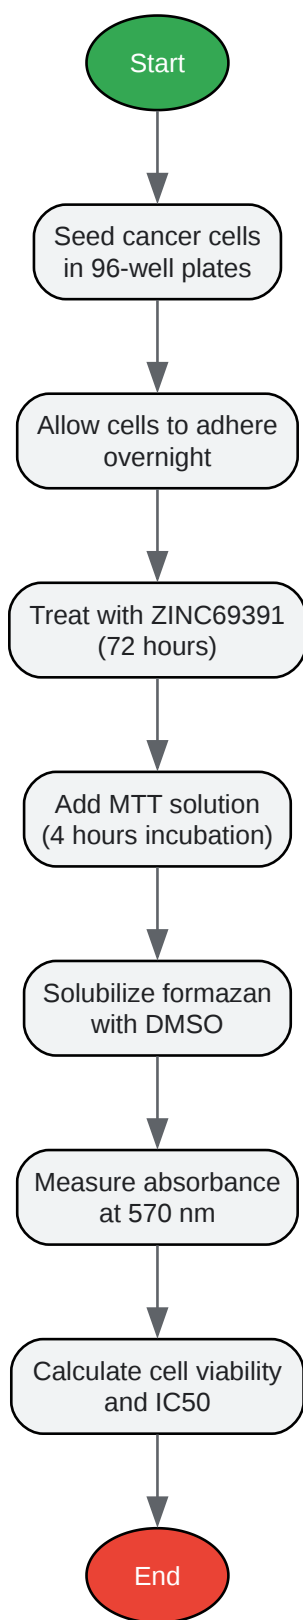 Start
Seed cancer cells
in 96-well plates
Allow cells to adhere
overnight
Treat with ZINC69391
(72 hours)
Add MTT solution
(4 hours incubation)
Solubilize formazan
with DMSO
Measure absorbance
at 570 nm
Calculate cell viability
and IC50
End